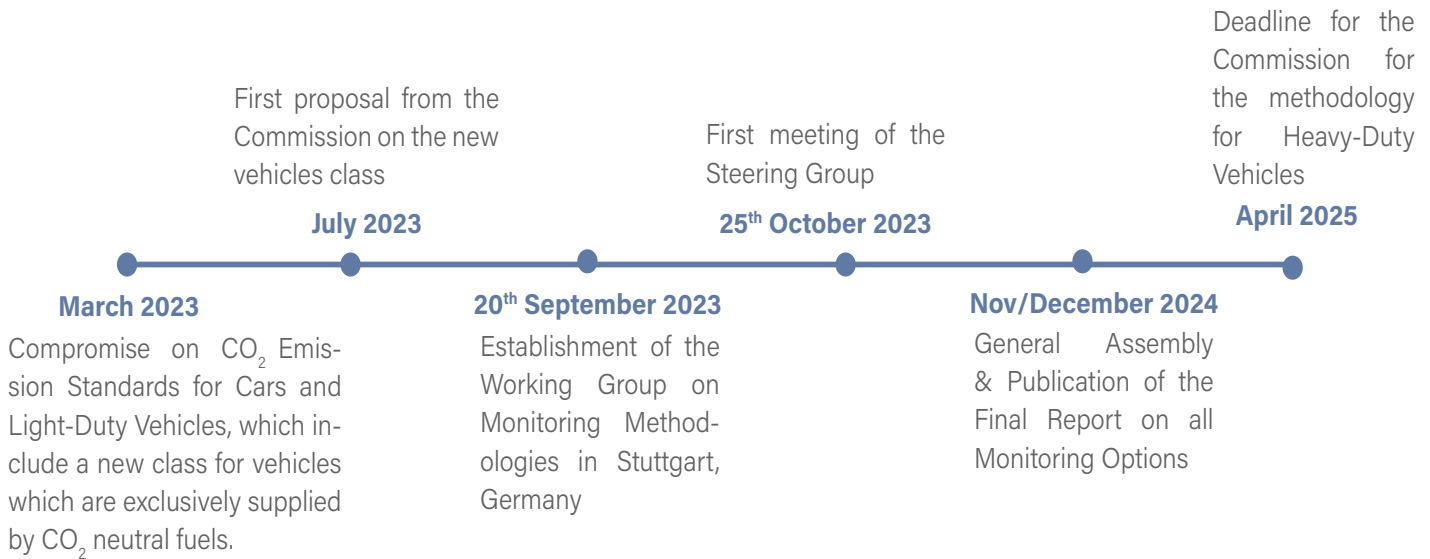 Deadline for the
Commission for
the methodology
for Heavy-Duty
Vehicles
April 2025
First proposal from the
Commission on the new
vehicles class
July 2023
First meeting of the
Steering Group
25th October 2023
March 2023
Compromise on CO2 Emis-
sion Standards for Cars and
Light-Duty Vehicles, which in-
clude a new class for vehicles
which are exclusively supplied
by CO2 neutral fuels.
20th September 2023
Establishment of the
Working Group on
Monitoring Method-
ologies in Stuttgart,
Germany
Nov/December 2024
General Assembly
& Publication of the
Final Report on all
Monitoring Options